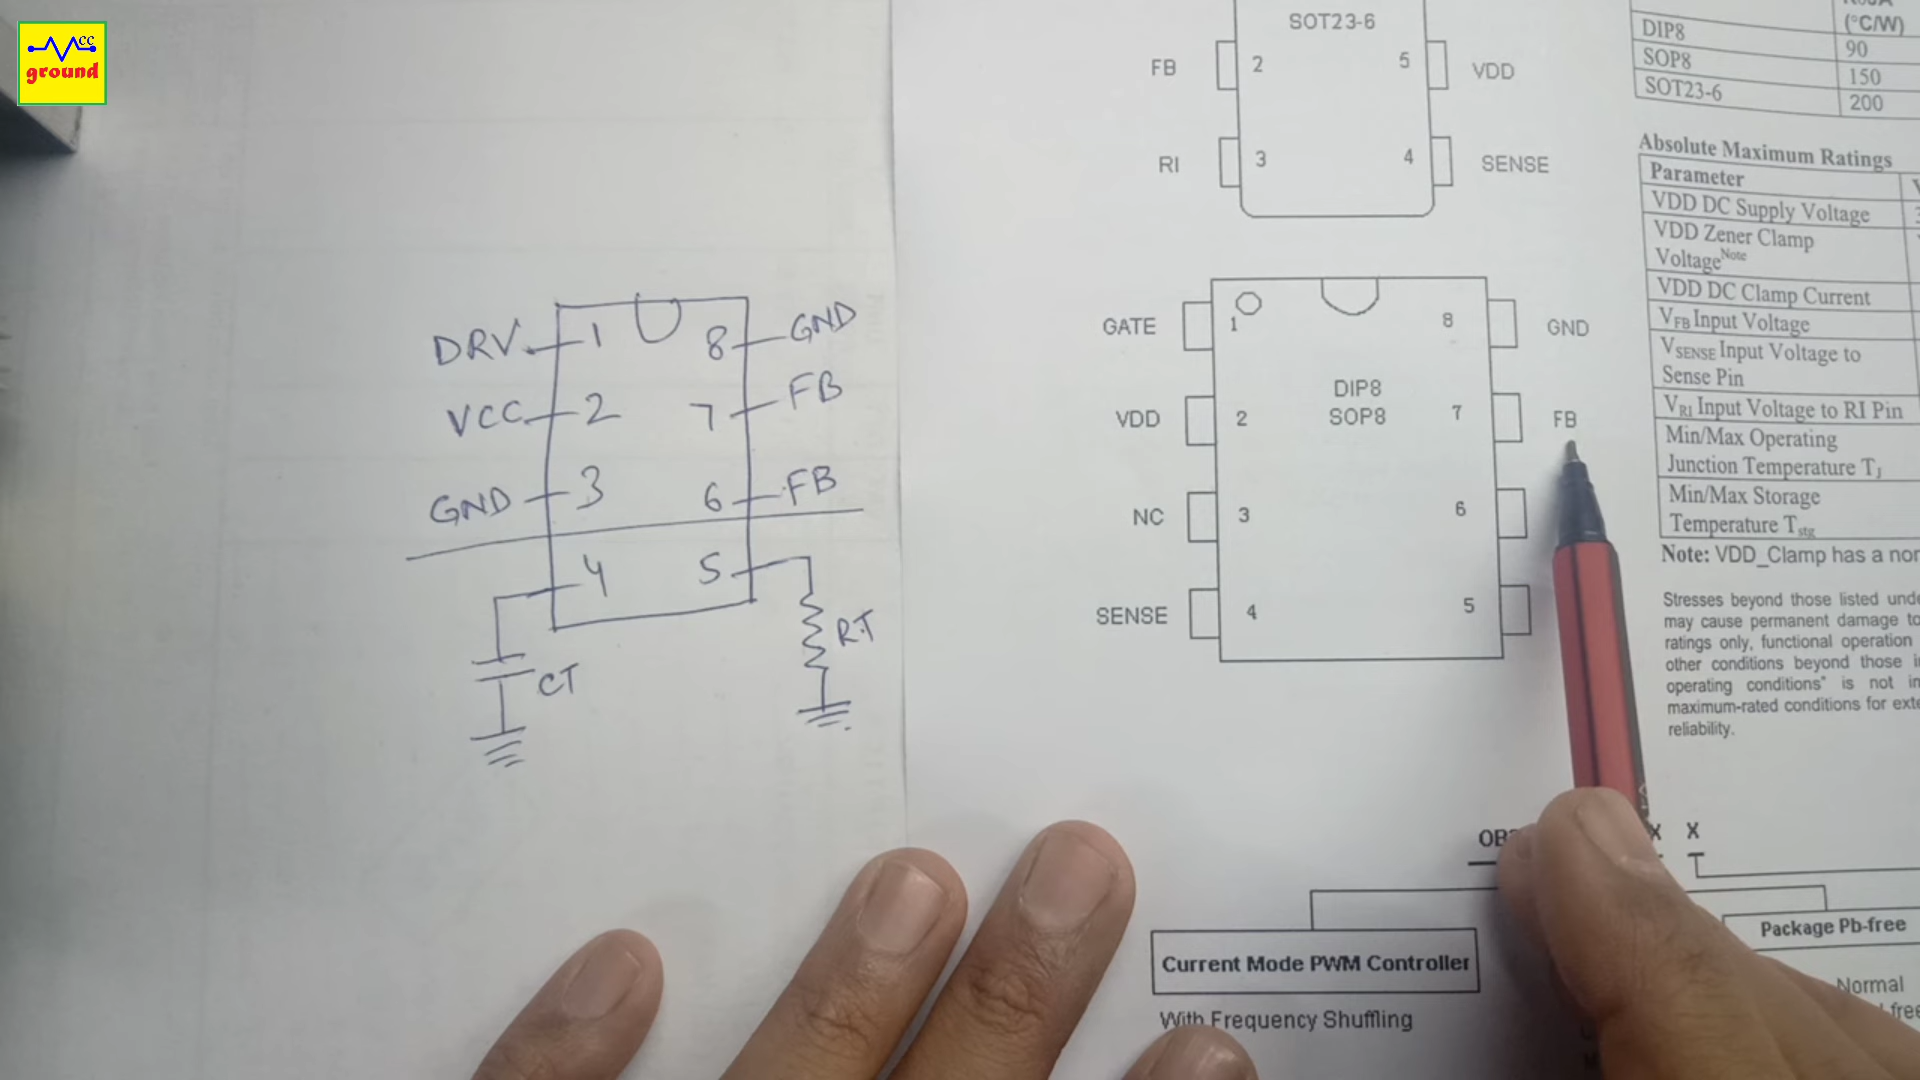 CC
ground
DRV 1
VCC 2
GND 3
4
CT
8 GND
7 FB
6 FB
5
RT
SOT23-6
FB 2
5 VDD
RI 3
4 SENSE
GATE 1
8 GND
DIP8
SOP8
VDD 2
7 FB
NC 3
6
SENSE 4
5
(°C/W)
DIP8 90
SOP8 150
SOT23-6 200
Absolute Maximum Ratings
Parameter
VDD DC Supply Voltage
VDD Zener Clamp
Voltage Note
VDD DC Clamp Current
VFB Input Voltage
VSENSE Input Voltage to
Sense Pin
VRI Input Voltage to RI Pin
Min/Max Operating
Junction Temperature TJ
Min/Max Storage
Temperature Tstg
Note: VDD_Clamp has a
Stresses beyond those listed
may cause permanent damage to
ratings only, functional operation
other conditions beyond those
operating conditions" is not
maximum-rated conditions for
reliability.
OB
X X
Package Pb-free
Current Mode PWM Controller
Normal
With Frequency Shuffling